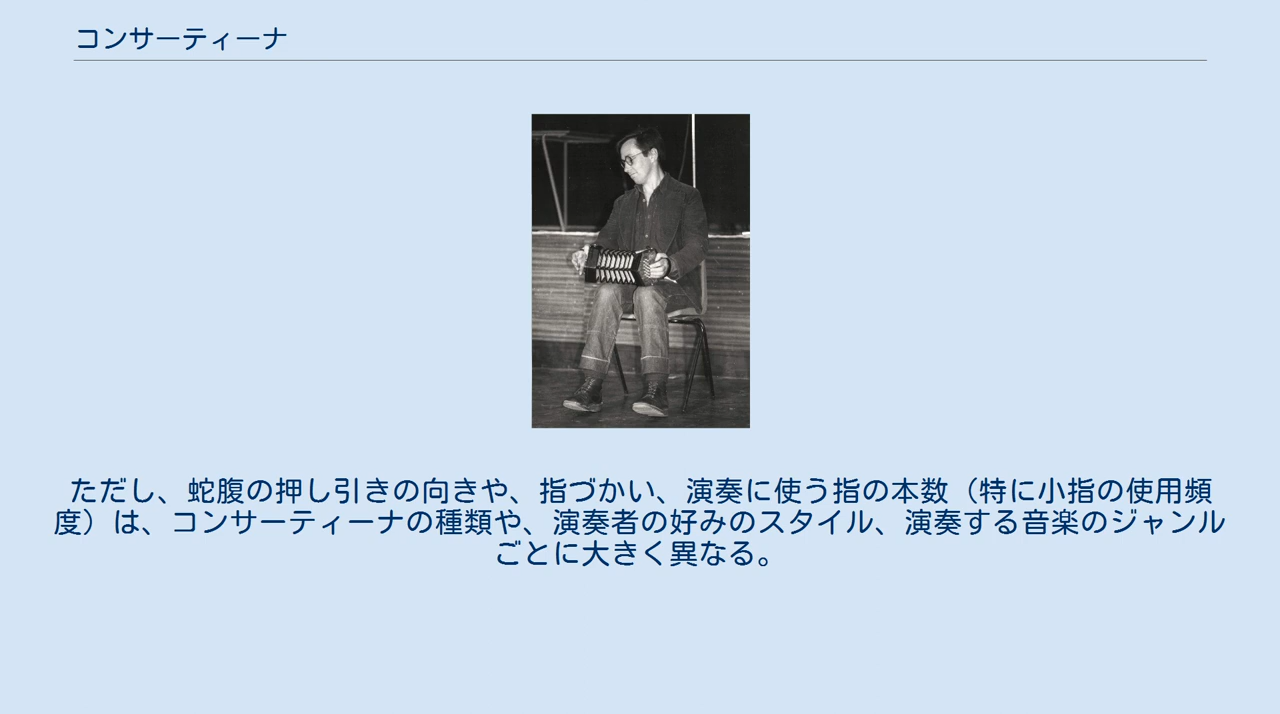 コンサーティーナ
ただし、蛇腹の押し引きの向きや、指づかい、演奏に使う指の本数（特に小指の使用頻
度）は、コンサーティーナの種類や、演奏者の好みのスタイル、演奏する音楽のジャンル
ごとに大きく異なる。